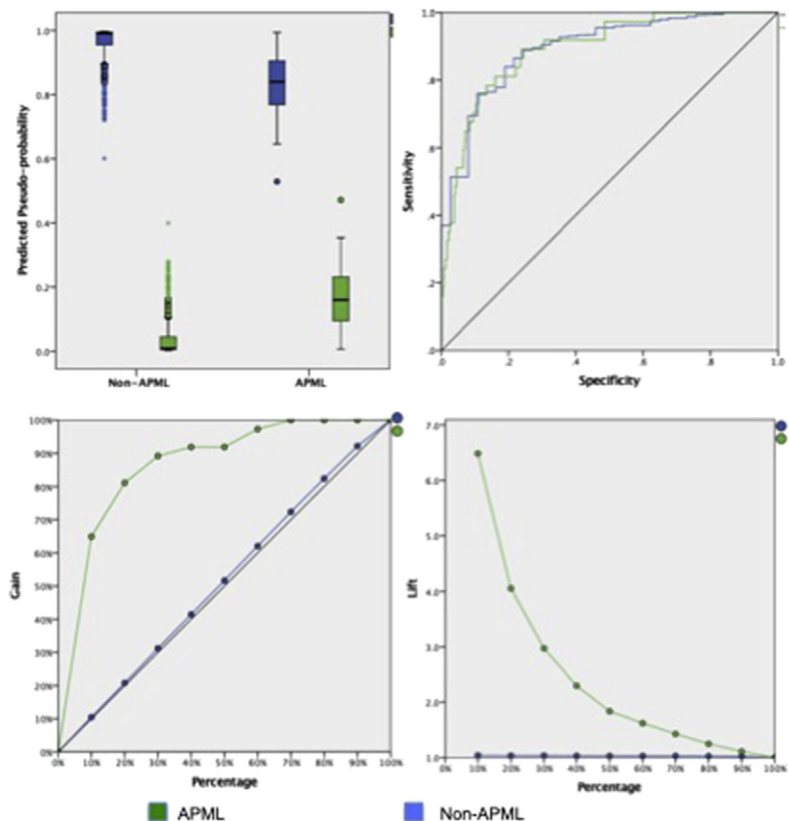 1.0
0.8
0.6
0.4
0.2
0.0
Predicted Pseudo-probability
Non-APML APML
1.0
.8
.6
.4
.2
.0
Sensitivity
.0 .2 .4 .6 .8 1.0
Specificity
100%
90%
80%
70%
60%
50%
40%
30%
20%
10%
0%
Gain
0% 10% 20% 30% 40% 50% 60% 70% 80% 90% 100%
Percentage
7.0
6.0
5.0
4.0
3.0
2.0
1.0
Lift
0% 10% 20% 30% 40% 50% 60% 70% 80% 90% 100%
Percentage
APML Non-APML